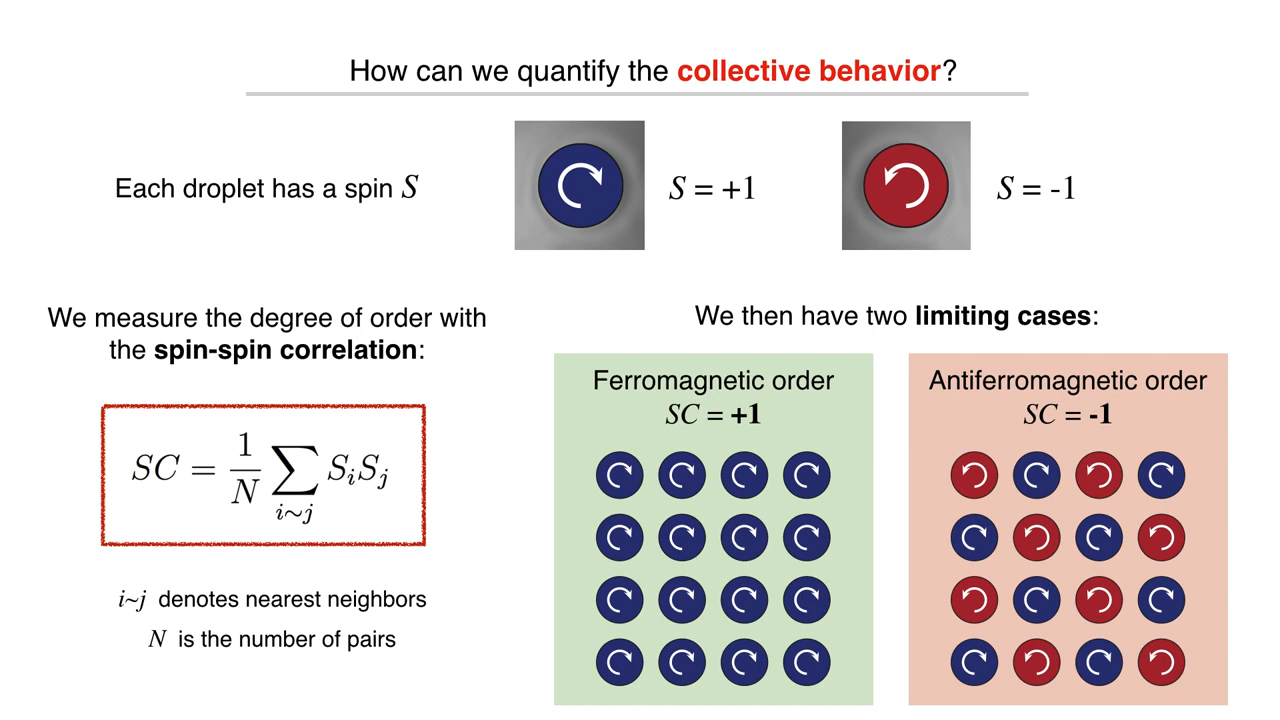 How can we quantify the collective behavior?
Each droplet has a spin S
S = +1
S = -1
We measure the degree of order with
the spin-spin correlation:
SC = 1/N ∑ i~j SᵢSⱼ
i~j denotes nearest neighbors
N is the number of pairs
We then have two limiting cases:
Ferromagnetic order
SC = +1
Antiferromagnetic order
SC = -1